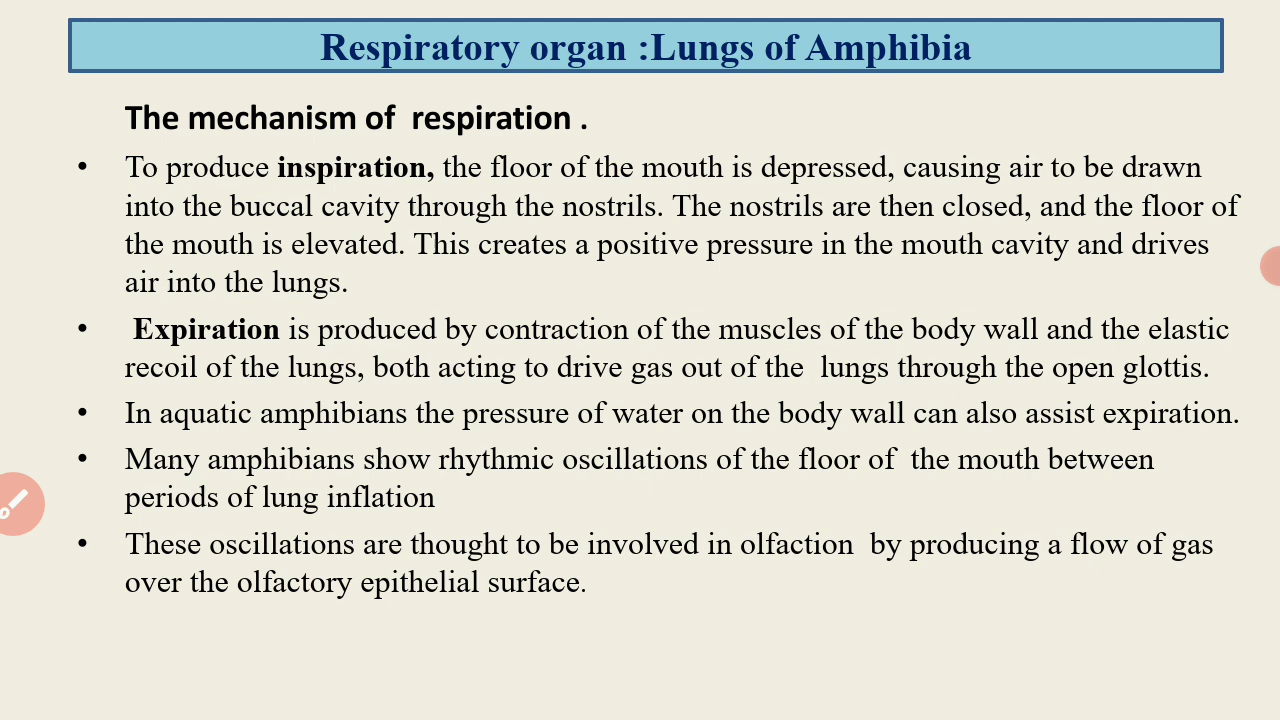 Respiratory organ :Lungs of Amphibia
The mechanism of  respiration .
• To produce inspiration, the floor of the mouth is depressed, causing air to be drawn
into the buccal cavity through the nostrils. The nostrils are then closed, and the floor of
the mouth is elevated. This creates a positive pressure in the mouth cavity and drives
air into the lungs.
• Expiration is produced by contraction of the muscles of the body wall and the elastic
recoil of the lungs, both acting to drive gas out of the  lungs through the open glottis.
• In aquatic amphibians the pressure of water on the body wall can also assist expiration.
• Many amphibians show rhythmic oscillations of the floor of  the mouth between
periods of lung inflation
• These oscillations are thought to be involved in olfaction  by producing a flow of gas
over the olfactory epithelial surface.